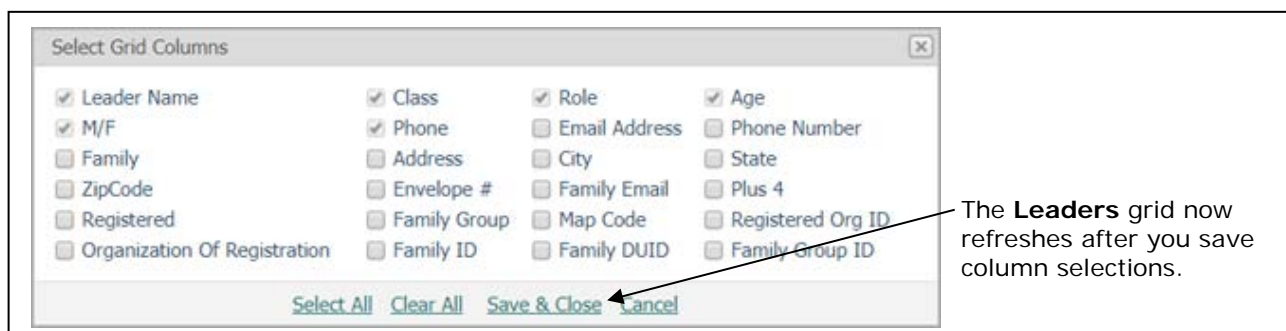 Select Grid Columns
Leader Name Class Role Age
M/F Phone Email Address Phone Number
Family Address City State
ZipCode Envelope # Family Email Plus 4
Registered Family Group Map Code Registered Org ID
Organization Of Registration Family ID Family DUID Family Group ID
Select All Clear All Save & Close Cancel
The Leaders grid now
refreshes after you save
column selections.